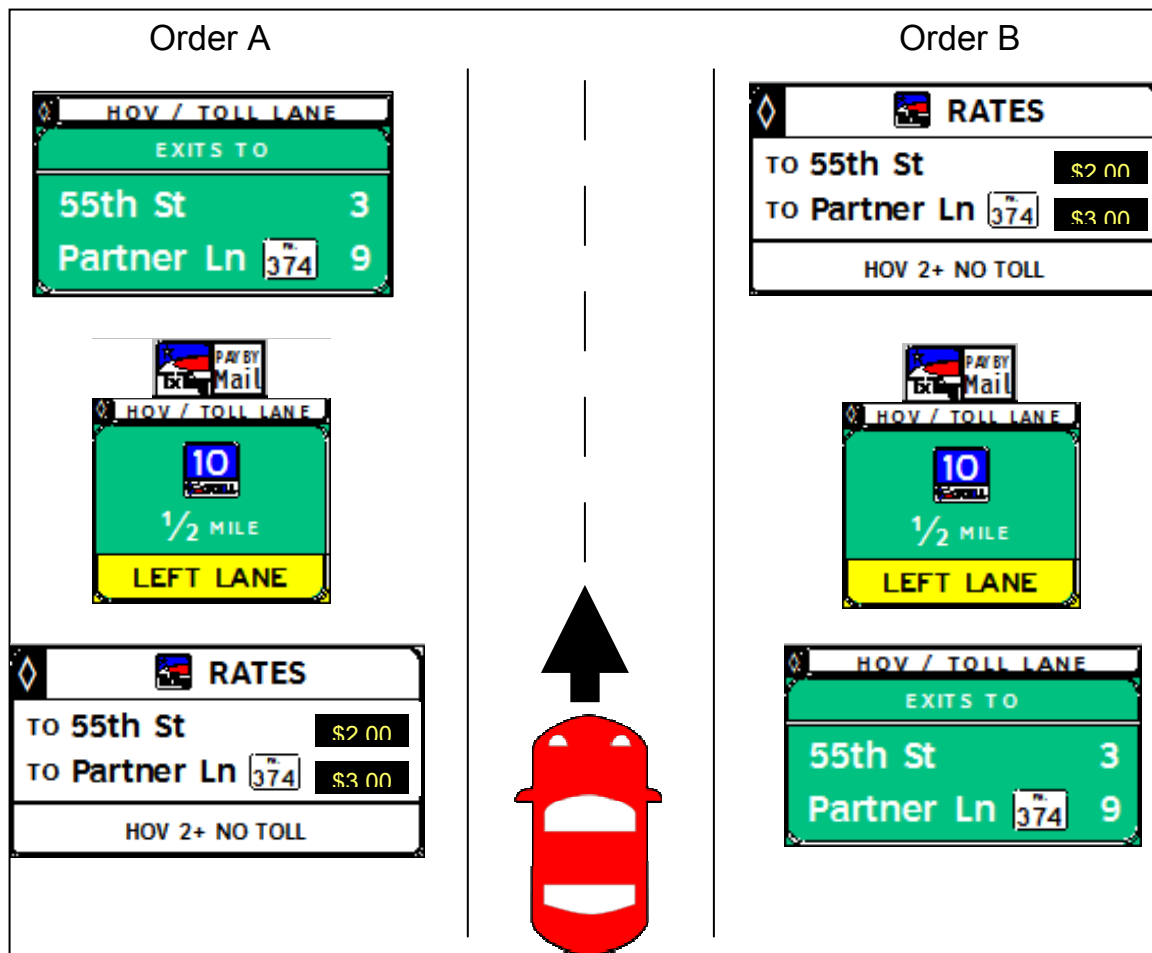 Order A
HOV / TOLL LANE
EXITS TO
55th St 3
Partner Ln 374 9
PAY BY
Mail
HOV / TOLL LANE
10
1/2 MILE
LEFT LANE
RATES
TO 55th St $2.00
TO Partner Ln 374 $3.00
HOV 2+ NO TOLL
Order B
RATES
TO 55th St $2.00
TO Partner Ln 374 $3.00
HOV 2+ NO TOLL
PAY BY
Mail
HOV / TOLL LANE
10
1/2 MILE
LEFT LANE
HOV / TOLL LANE
EXITS TO
55th St 3
Partner Ln 374 9